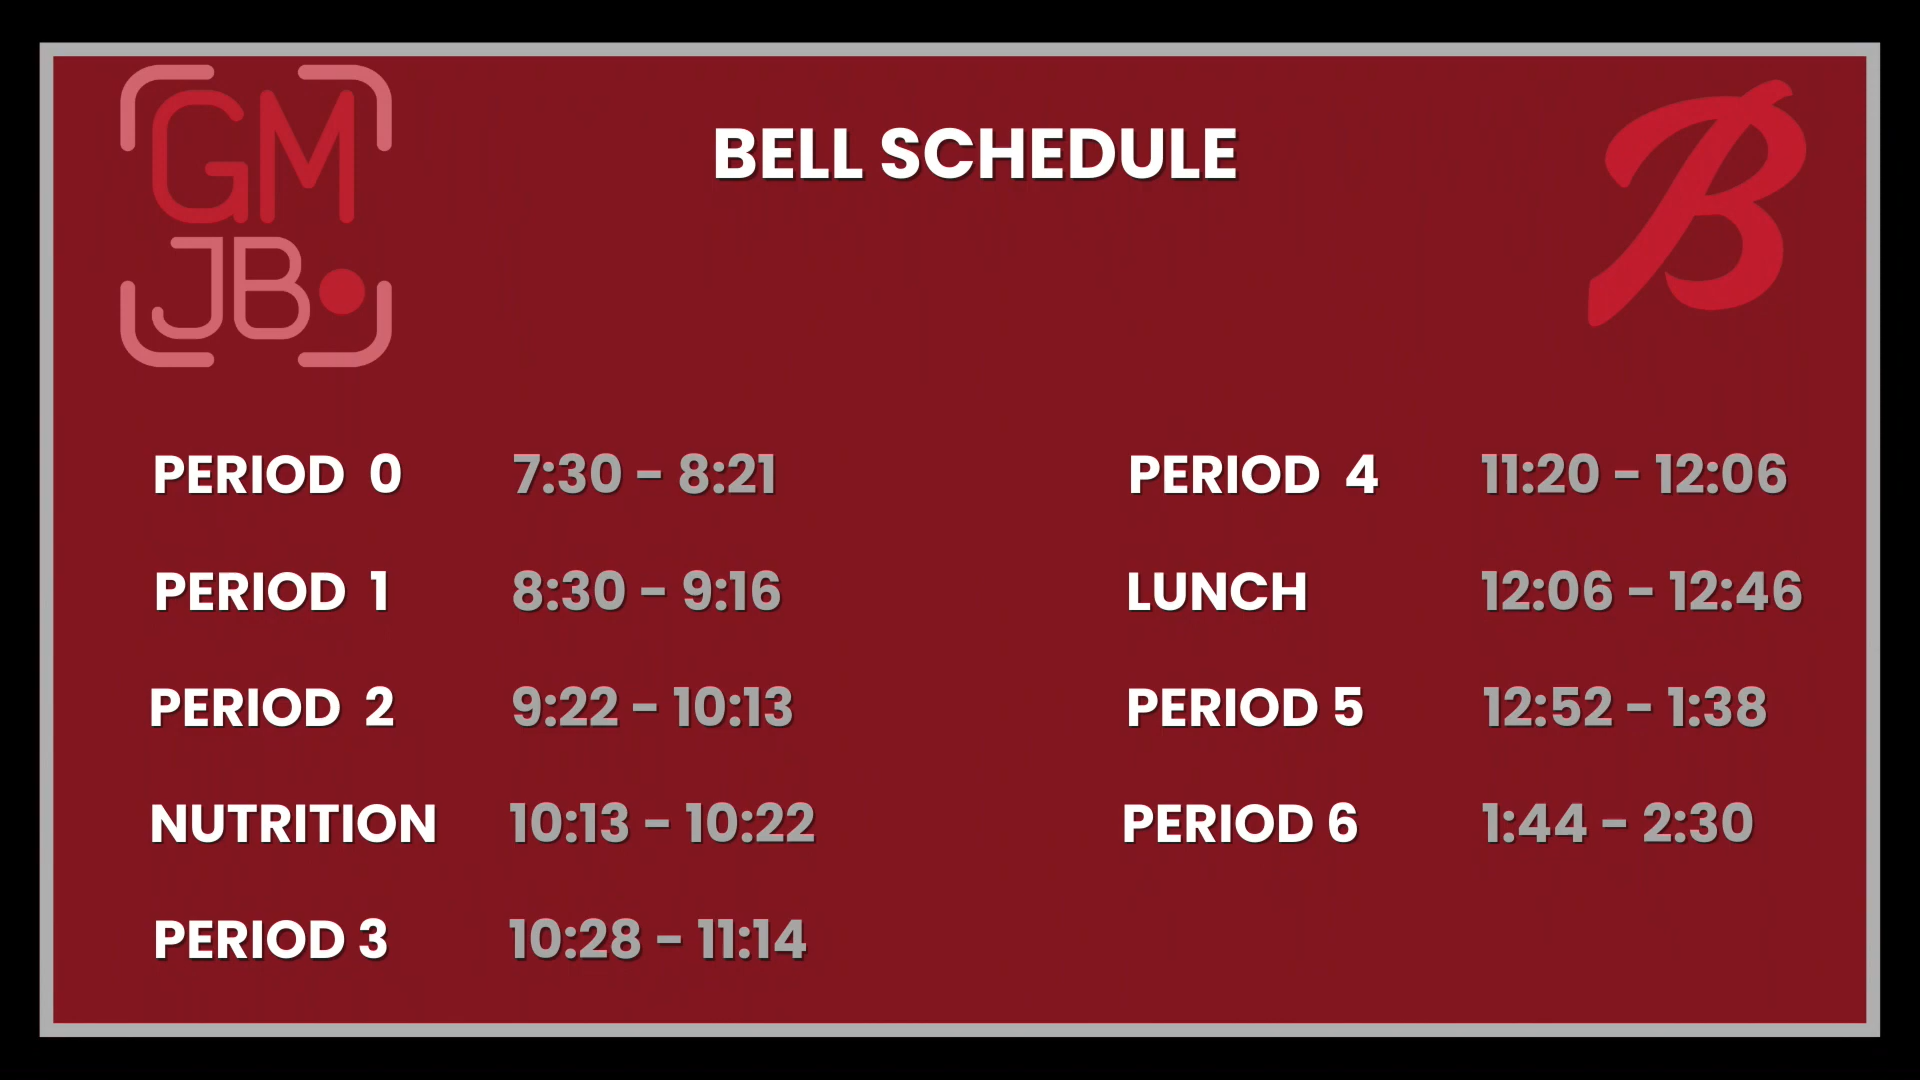 GM
JB
B
BELL SCHEDULE
PERIOD 0 7:30 - 8:21
PERIOD 1 8:30 - 9:16
PERIOD 2 9:22 - 10:13
NUTRITION 10:13 - 10:22
PERIOD 3 10:28 - 11:14
PERIOD 4 11:20 - 12:06
LUNCH 12:06 - 12:46
PERIOD 5 12:52 - 1:38
PERIOD 6 1:44 - 2:30